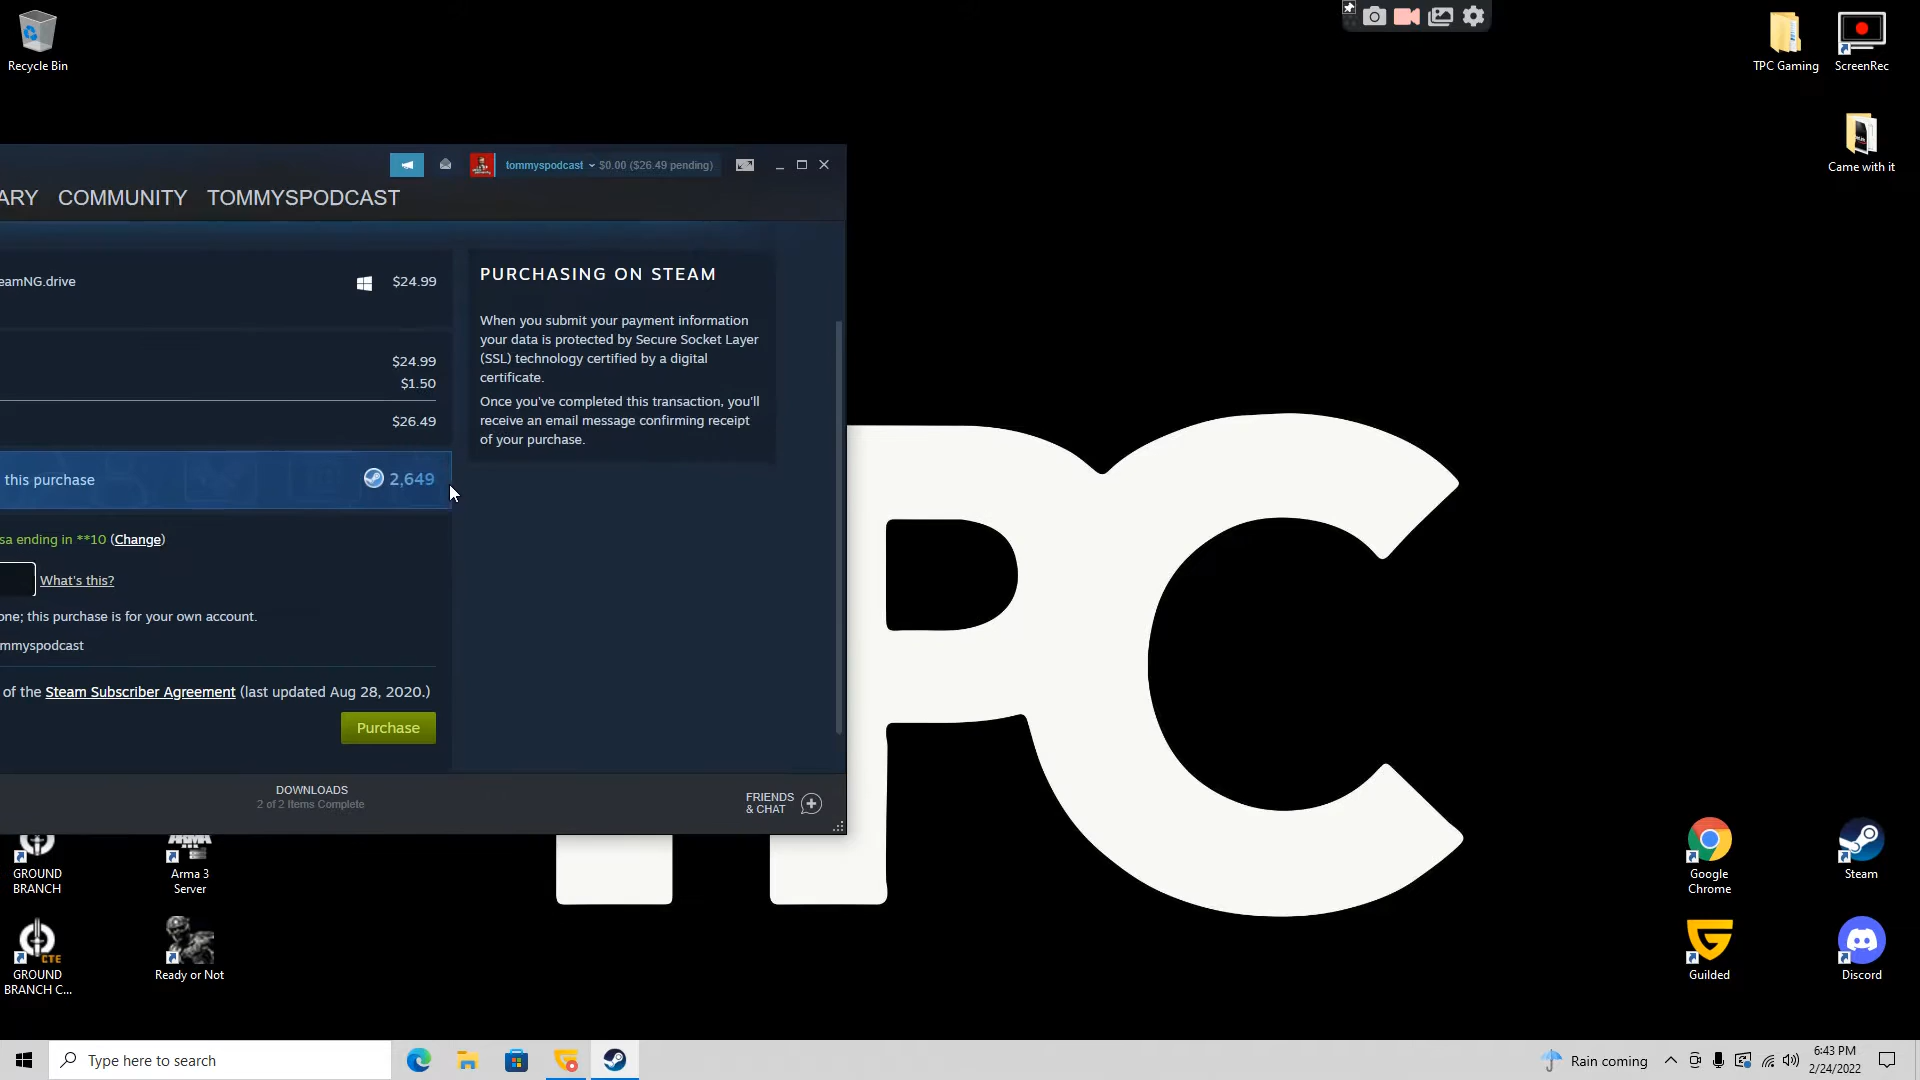 Recycle Bin
TPC Gaming
ScreenRec
Came with it
tommyspodcast $0.00 ($26.49 pending)
ARY COMMUNITY TOMMYSPODCAST
eamNG.drive $24.99
$24.99
$1.50
$26.49
this purchase 2,649
sa ending in **10 (Change)
What's this?
one; this purchase is for your own account.
mmyspodcast
of the Steam Subscriber Agreement (last updated Aug 28, 2020.)
Purchase
PURCHASING ON STEAM
When you submit your payment information
your data is protected by Secure Socket Layer
(SSL) technology certified by a digital
certificate.
Once you've completed this transaction, you'll
receive an email message confirming receipt
of your purchase.
DOWNLOADS
2 of 2 Items Complete
FRIENDS
& CHAT
PC
GROUND
BRANCH
ARMA
Arma 3
Server
CTE
GROUND
BRANCH C...
Ready or Not
Google
Chrome
Steam
Guilded
Discord
Type here to search
Rain coming
6:43 PM
2/24/2022